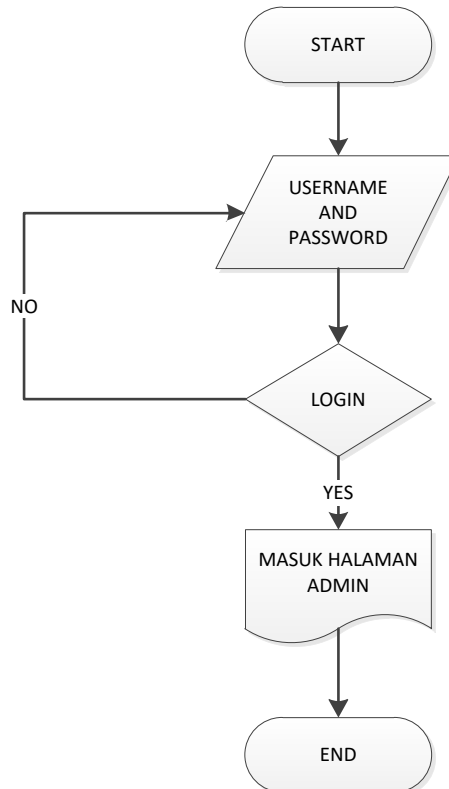 START
USERNAME
AND
PASSWORD
NO
LOGIN
YES
MASUK HALAMAN
ADMIN
END